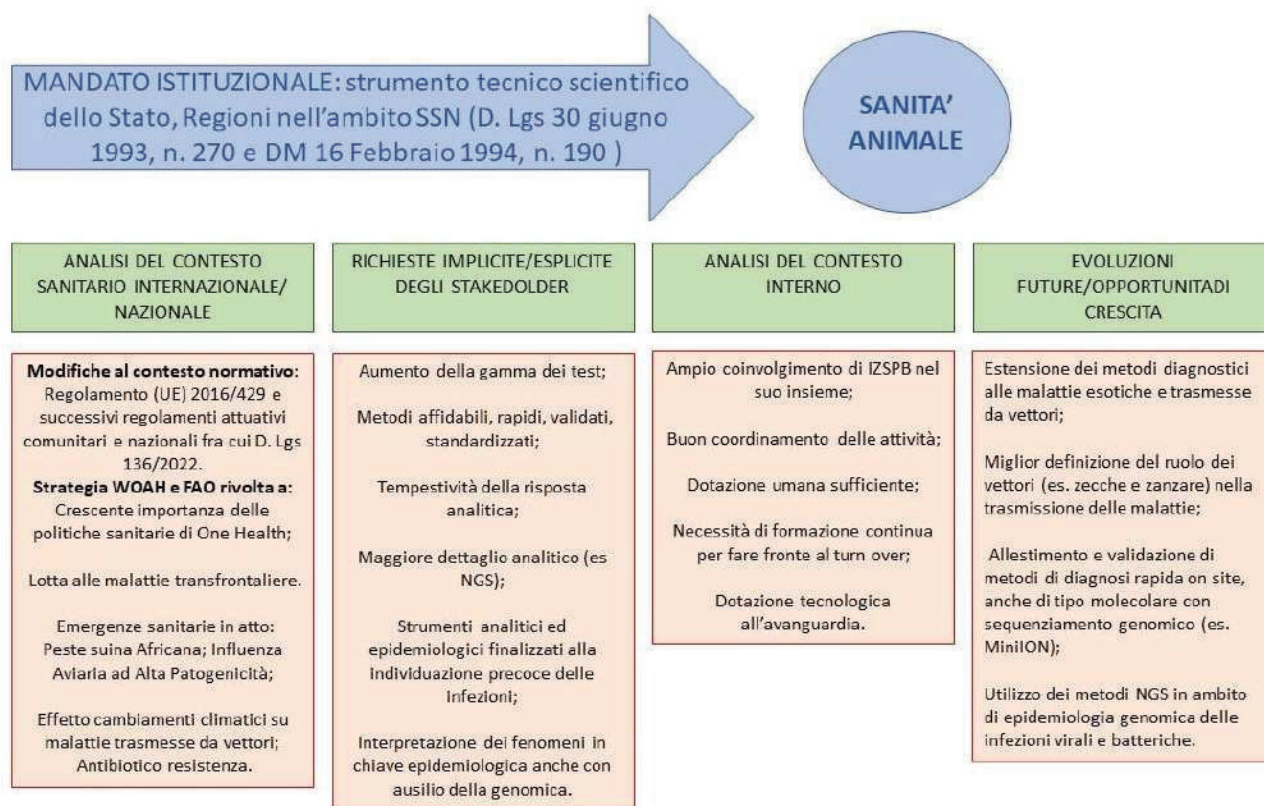 MANDATO ISTITUZIONALE: strumento tecnico scientifico
dello Stato, Regioni nell'ambito SSN (D. Lgs 30 giugno
1993, n. 270 e DM 16 Febbraio 1994, n. 190 )
SANITA'
ANIMALE
ANALISI DEL CONTESTO
SANITARIO INTERNAZIONALE/
NAZIONALE
Modifiche al contesto normativo:
Regolamento (UE) 2016/429 e
successivi regolamenti attuativi
comunitari e nazionali fra cui D. Lgs
136/2022.
Strategia WOAH e FAO rivolta a:
Crescente importanza delle
politiche sanitarie di One Health;
Lotta alle malattie transfrontaliere.
Emergenze sanitarie in atto:
Peste suina Africana; Influenza
Aviaria ad Alta Patogenicità;
Effetto cambiamenti climatici su
malattie trasmesse da vettori;
Antibiotico resistenza.
RICHIESTE IMPLICITE/ESPLICITE
DEGLI STAKEDOLDER
Aumento della gamma dei test;
Metodi affidabili, rapidi, validati,
standardizzati;
Tempestività della risposta
analitica;
Maggiore dettaglio analitico (es
NGS);
Strumenti analitici ed
epidemiologici finalizzati alla
individuazione precoce delle
infezioni;
Interpretazione dei fenomeni in
chiave epidemiologica anche con
ausilio della genomica.
ANALISI DEL CONTESTO
INTERNO
Ampio coinvolgimento di IZSPB nel
suo insieme;
Buon coordinamento delle attività;
Dotazione umana sufficiente;
Necessità di formazione continua
per fare fronte al turn over;
Dotazione tecnologica
all'avanguardia.
EVOLUZIONI
FUTURE/OPPORTUNITADI
CRESCITA
Estensione dei metodi diagnostici
alle malattie esotiche e trasmesse
da vettori;
Miglior definizione del ruolo dei
vettori (es. zecche e zanzare) nella
trasmissione delle malattie;
Allestimento e validazione di
metodi di diagnosi rapida on site,
anche di tipo molecolare con
sequenziamento genomico (es.
MiniION);
Utilizzo dei metodi NGS in ambito
di epidemiologia genomica delle
infezioni virali e batteriche.